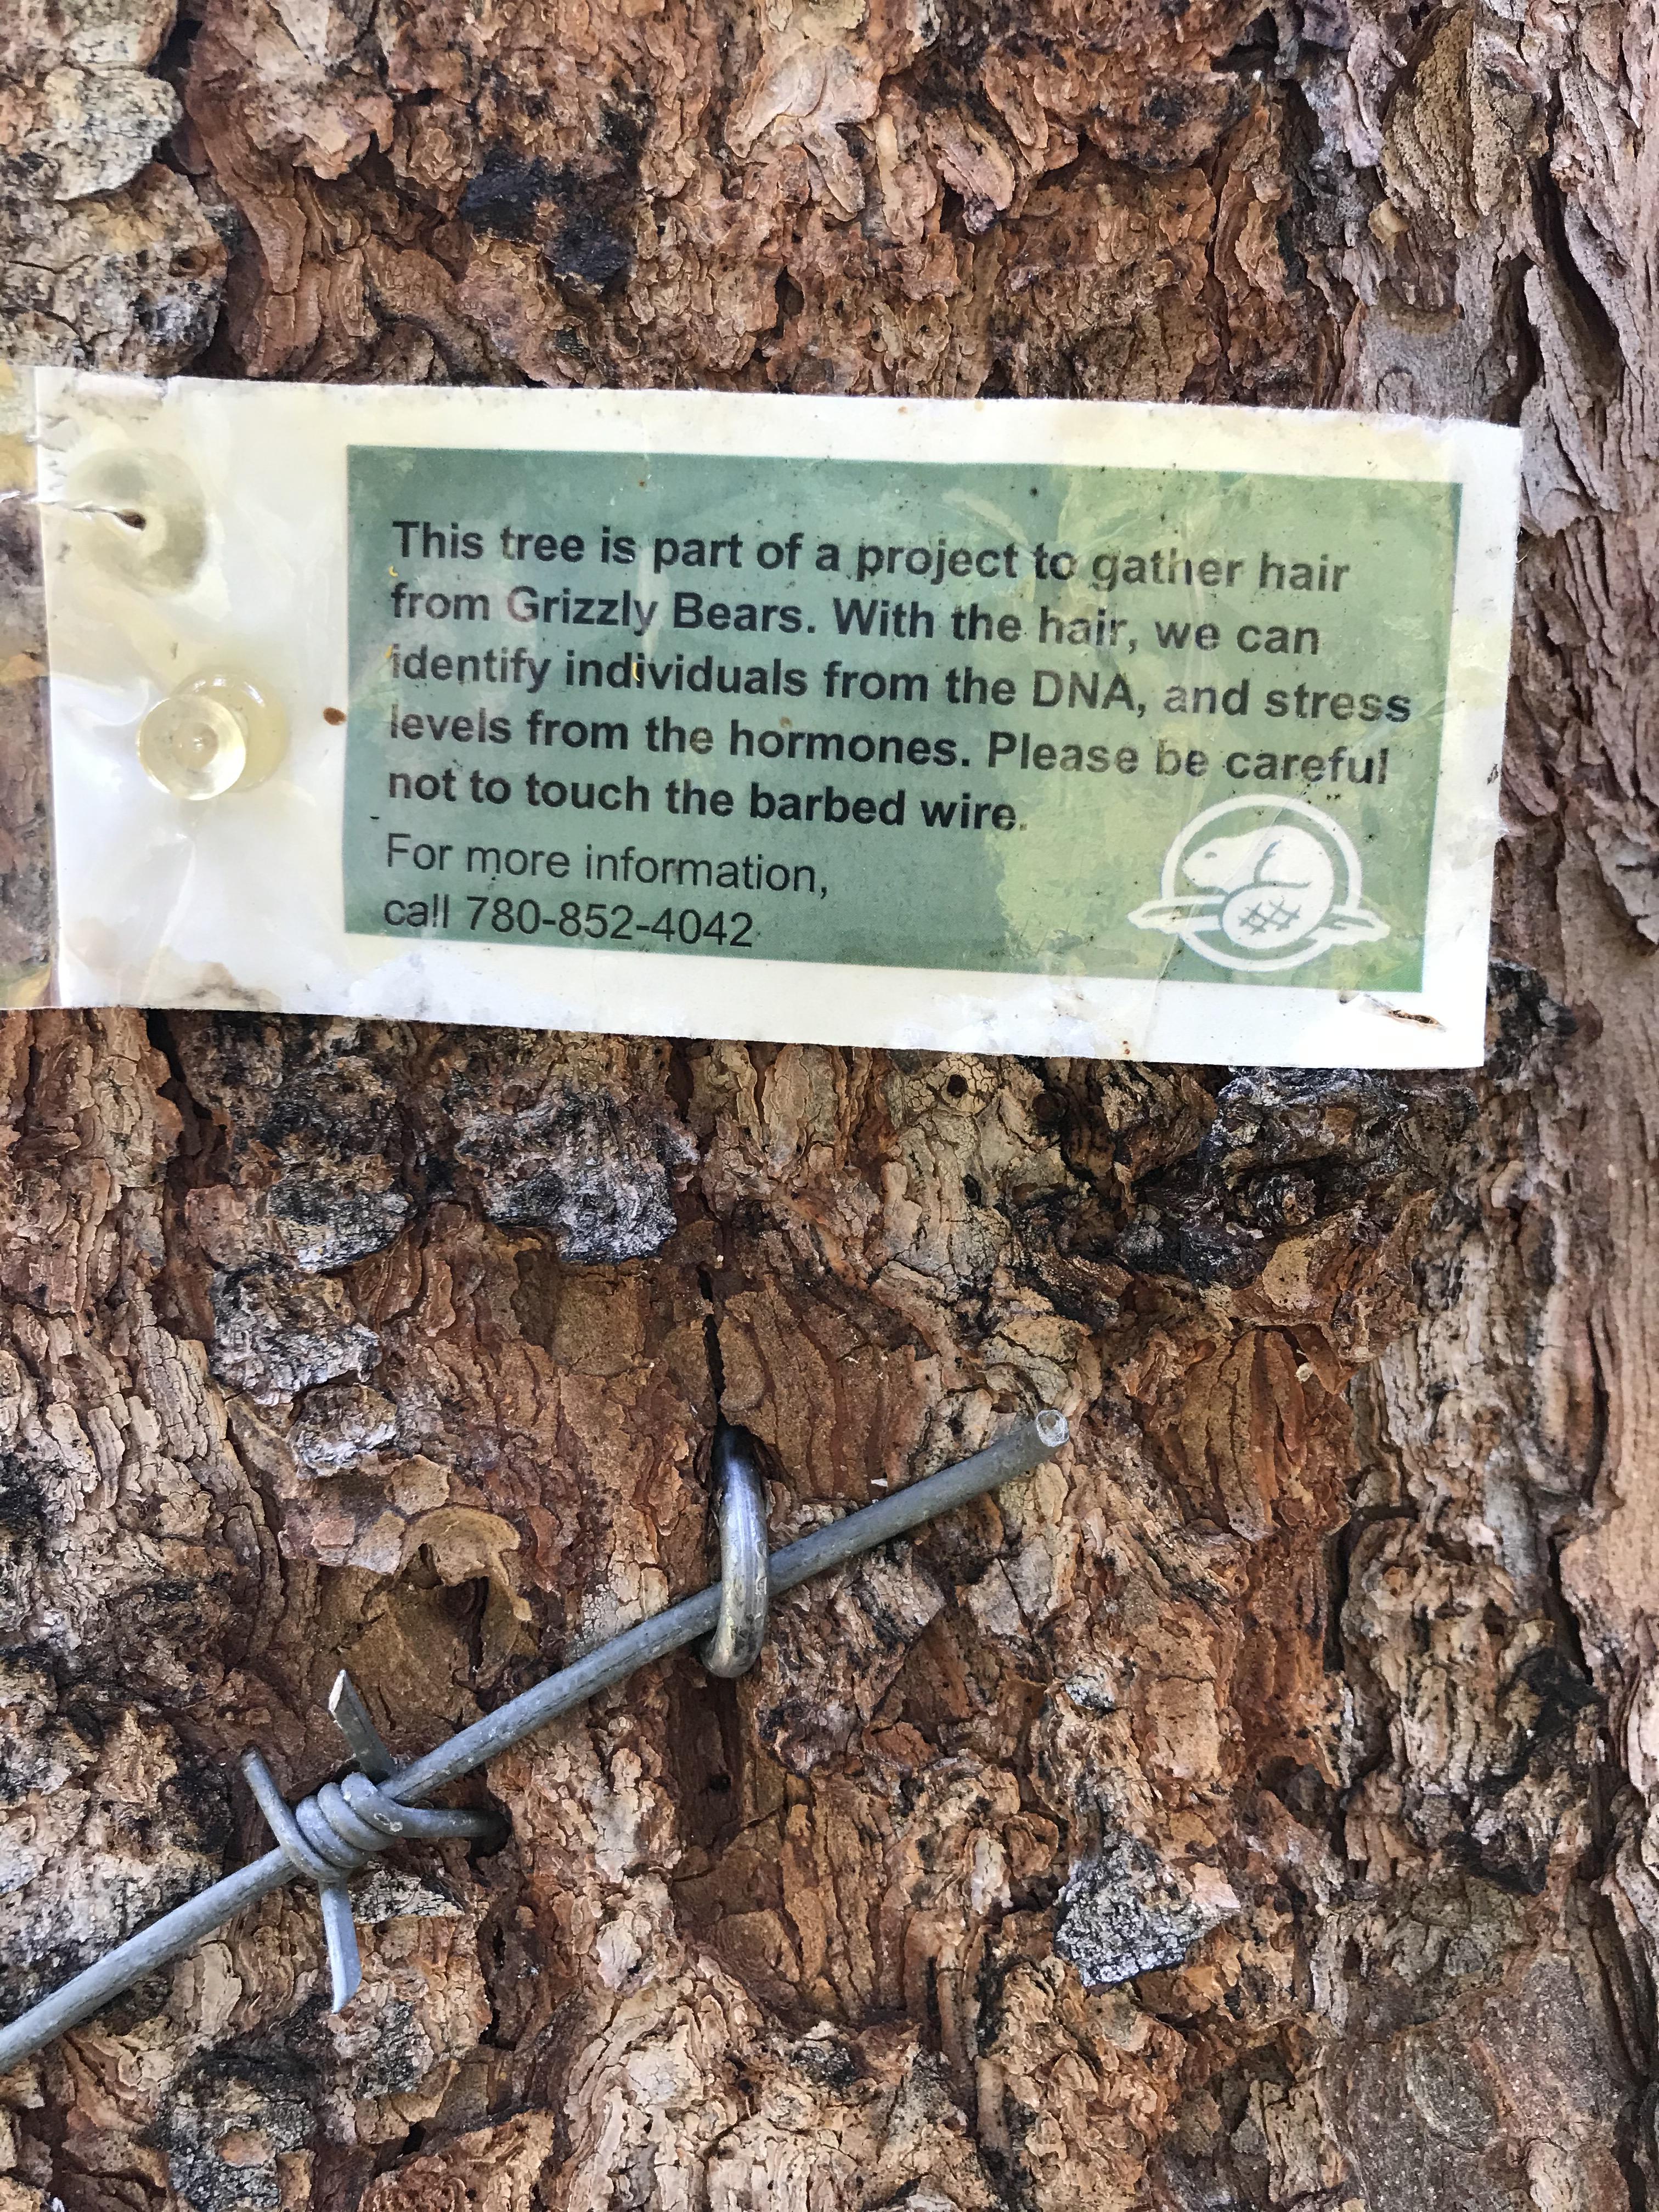 This tree is part of a project to gather hair
from Grizzly Bears. With the hair, we can
identify individuals from the DNA, and stress
levels from the hormones. Please be careful
not to touch the barbed wire.
For more information,
call 780-852-4042